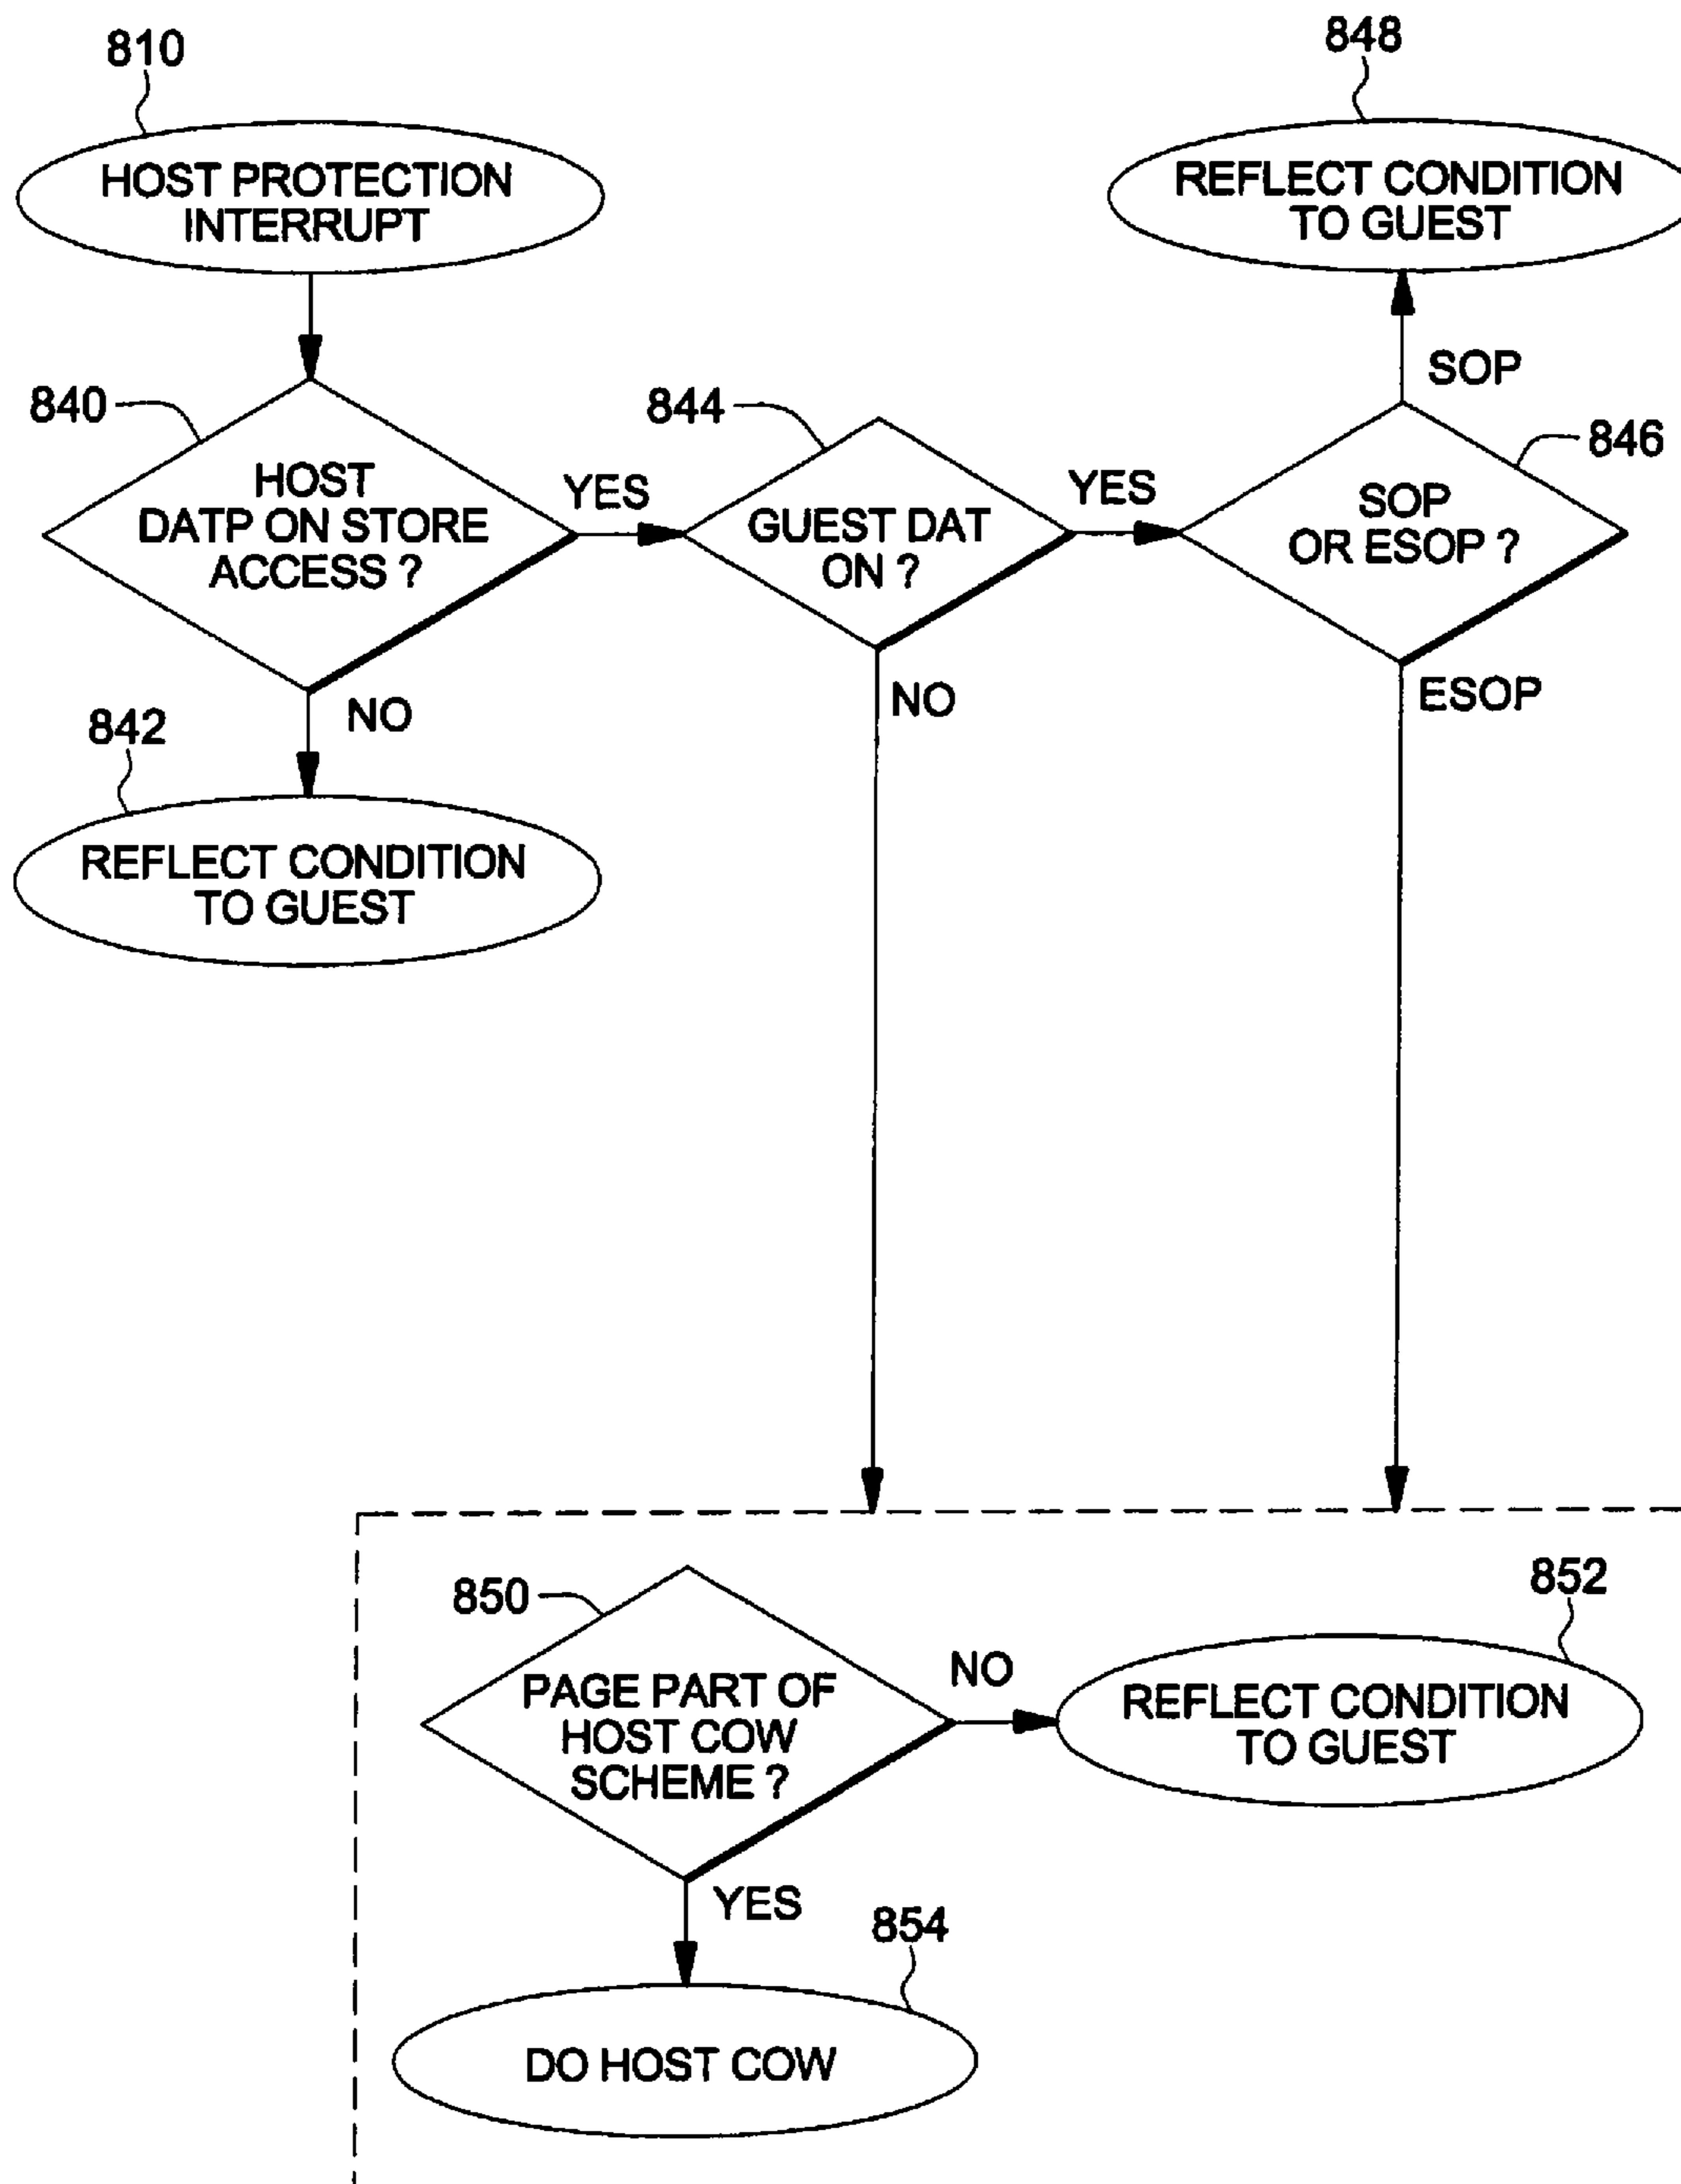 810
HOST PROTECTION
INTERRUPT
848
REFLECT CONDITION
TO GUEST
SOP
840
HOST
DATP ON STORE
ACCESS ?
YES
844
GUEST DAT
ON ?
YES
846
SOP
OR ESOP ?
NO
NO
ESOP
842
REFLECT CONDITION
TO GUEST
850
PAGE PART OF
HOST COW
SCHEME ?
NO
852
REFLECT CONDITION
TO GUEST
YES
854
DO HOST COW